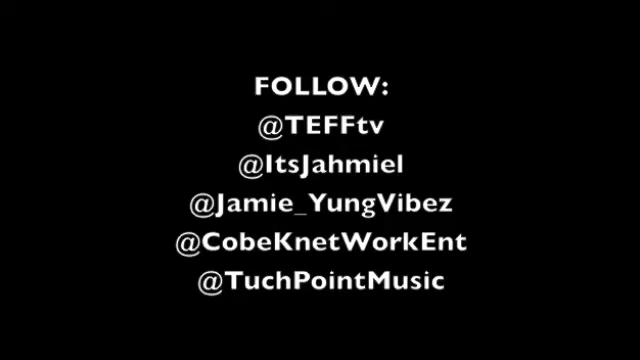 FOLLOW:
@TEFFtv
@ItsJahmiel
@Jamie_YungVibez
@CobeKnetWorkEnt
@TuchPointMusic